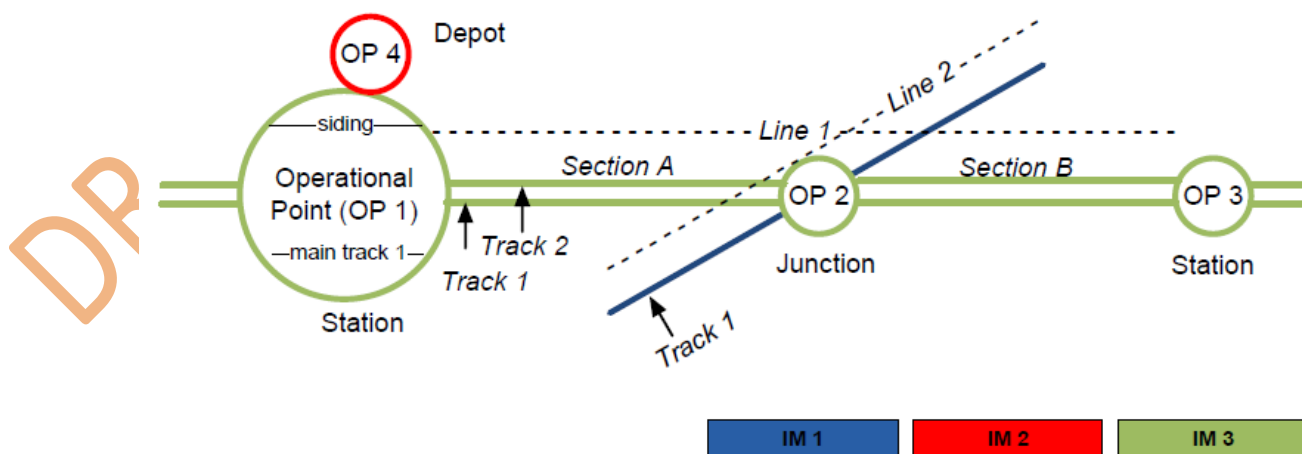 OP 4
Depot
siding
Operational
Point (OP 1)
main track 1
Station
Line 1
Line 2
Section A
Section B
Track 2
Track 1
OP 2
Junction
Track 1
OP 3
Station
DR
IM 1
IM 2
IM 3